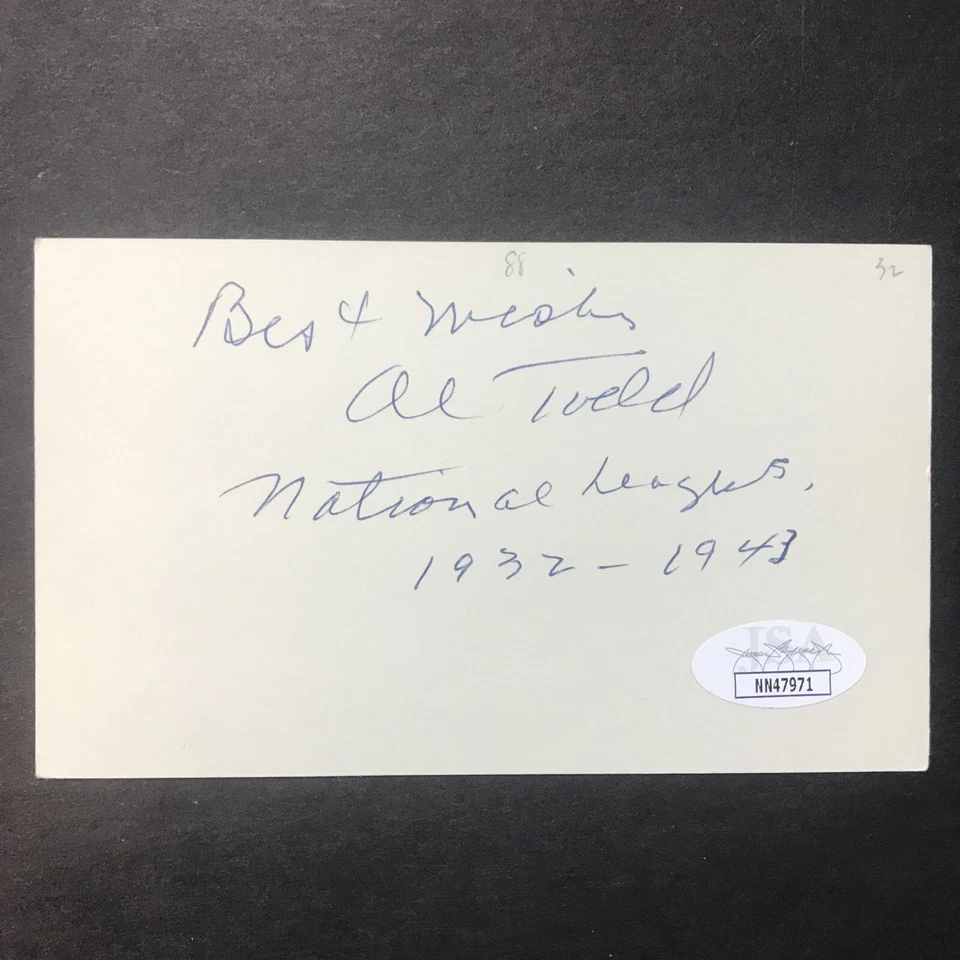 88 32
Best Wishes
Al Todd
National Leagues,
1932 - 1943
JSA
NN47971